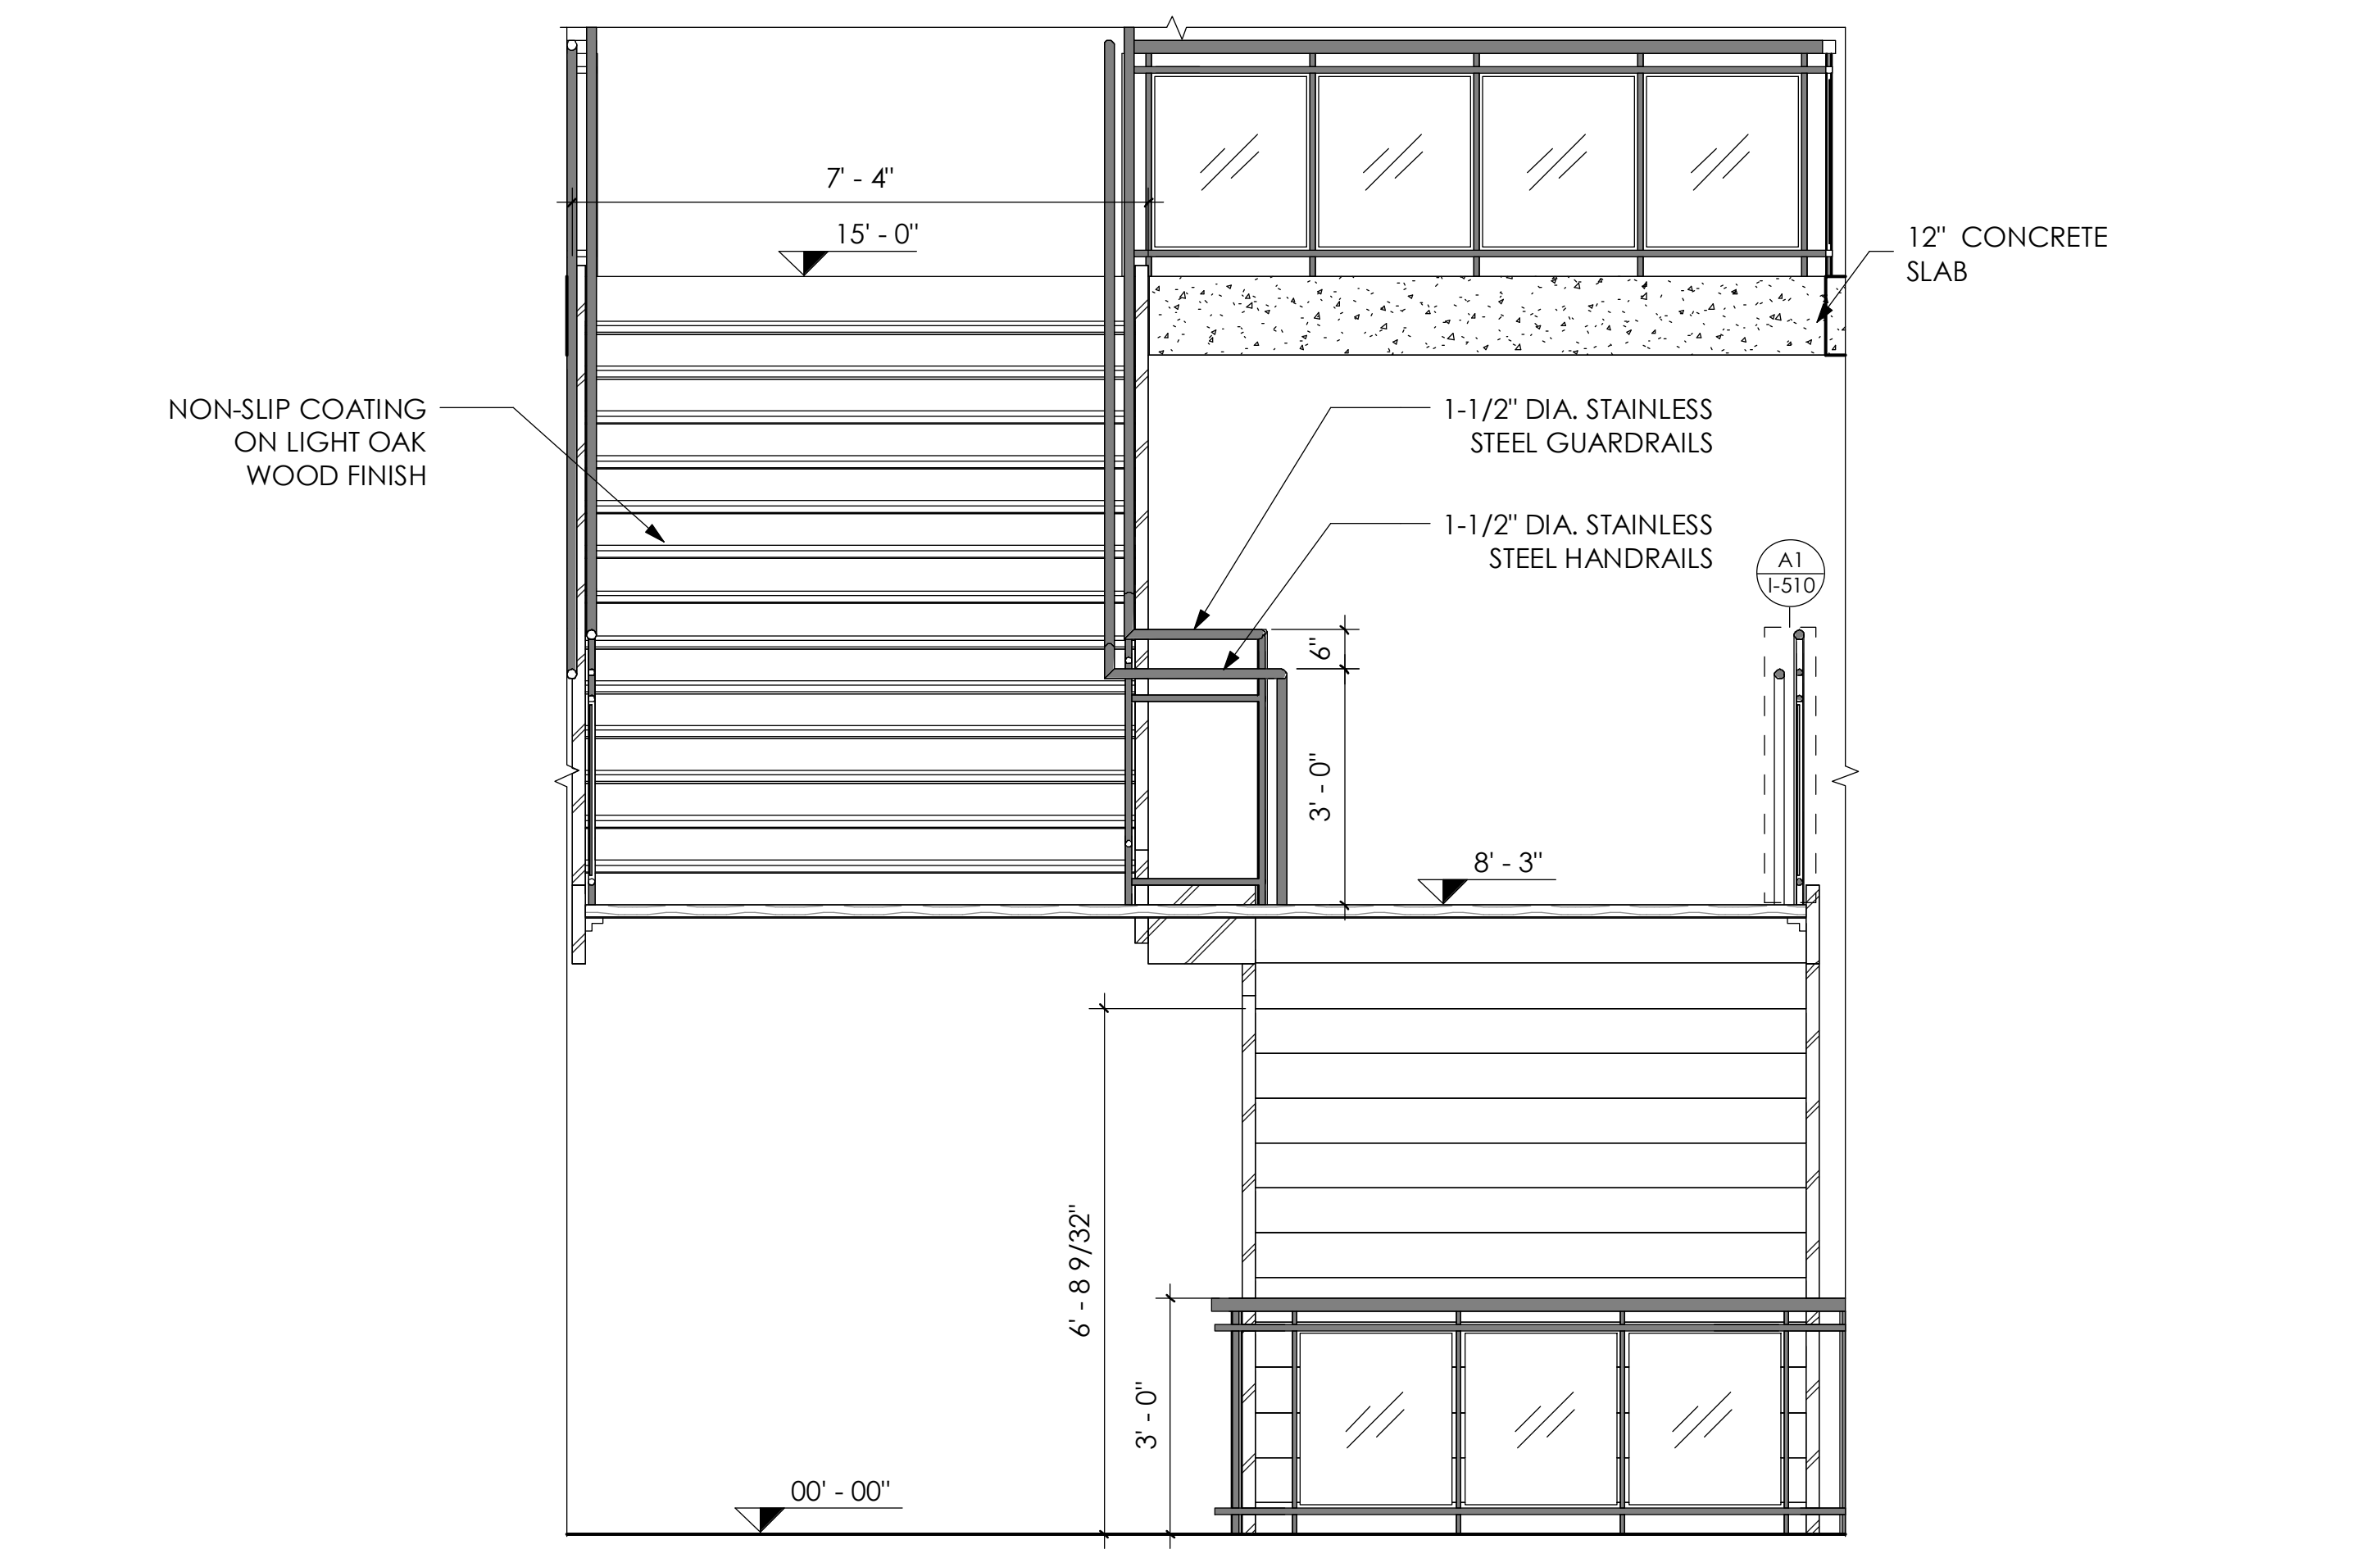 7' - 4"
15' - 0"
12"  CONCRETE
SLAB
NON-SLIP COATING
ON LIGHT OAK
WOOD FINISH
1-1/2" DIA. STAINLESS
STEEL GUARDRAILS
1-1/2" DIA. STAINLESS
STEEL HANDRAILS
A1
I-510
6"
3' - 0"
8' - 3"
6' - 8 9/32"
3' - 0"
00' - 00"